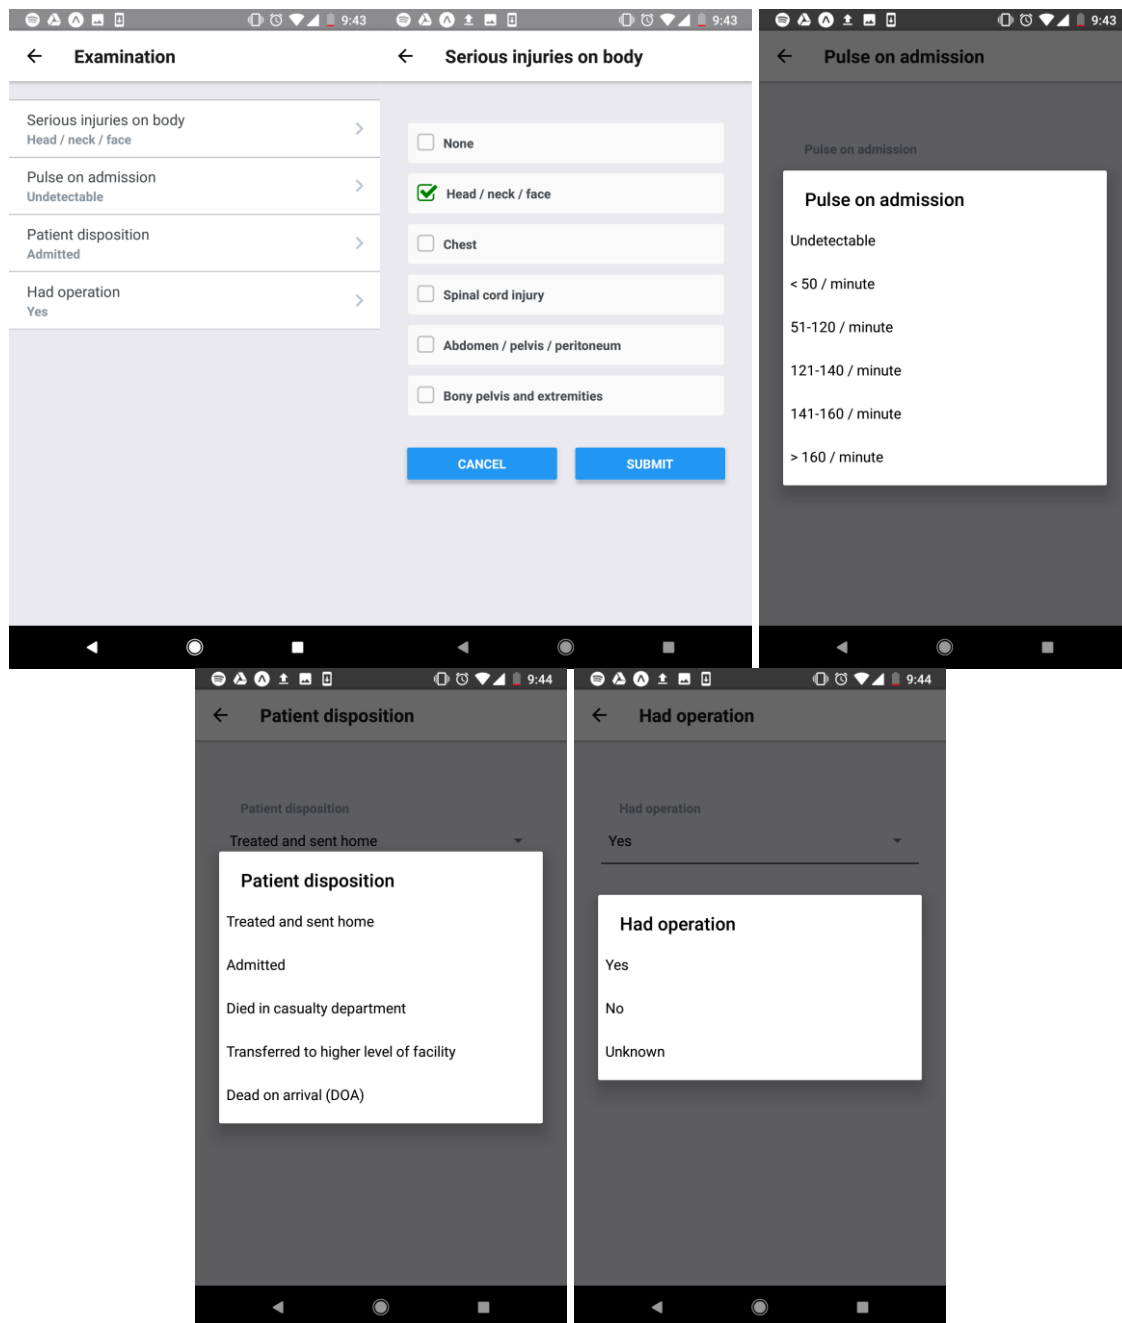 9:43
Examination
Serious injuries on body
Head / neck / face
Pulse on admission
Undetectable
Patient disposition
Admitted
Had operation
Yes
9:43
Serious injuries on body
None
Head / neck / face
Chest
Spinal cord injury
Abdomen / pelvis / peritoneum
Bony pelvis and extremities
CANCEL SUBMIT
9:43
Pulse on admission
Pulse on admission
Pulse on admission
Undetectable
< 50 / minute
51-120 / minute
121-140 / minute
141-160 / minute
> 160 / minute
9:44
Patient disposition
Patient disposition
Treated and sent home
Patient disposition
Treated and sent home
Admitted
Died in casualty department
Transferred to higher level of facility
Dead on arrival (DOA)
9:44
Had operation
Had operation
Yes
Had operation
Yes
No
Unknown